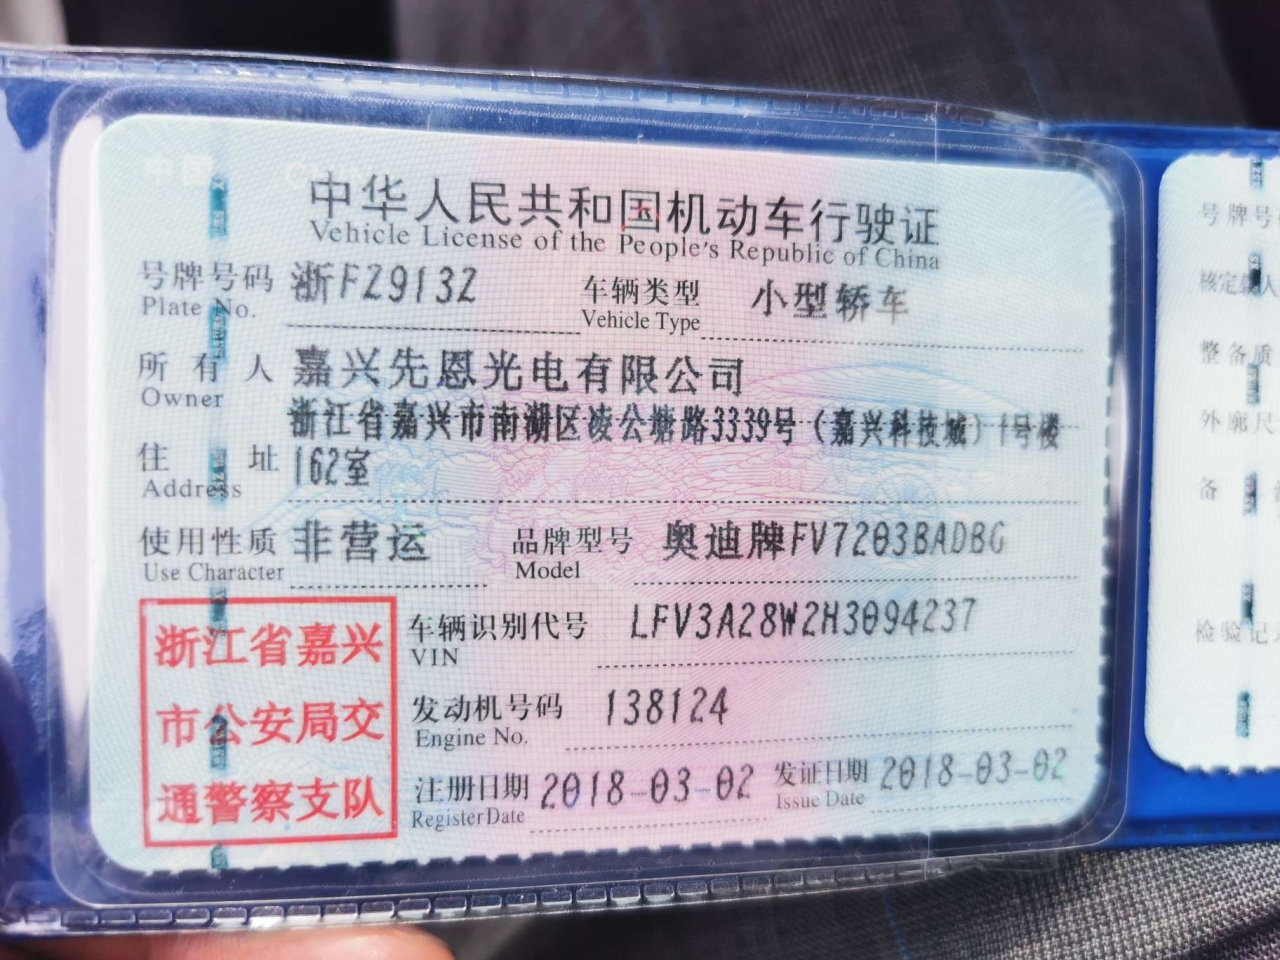 中华人民共和国机动车行驶证
Vehicle License of the People's Republic of China
号牌号码 浙FZ9132 车辆类型 小型轿车
Plate No. Vehicle Type
所有人 嘉兴先恩光电有限公司
Owner
浙江省嘉兴市南湖区凌公塘路3339号（嘉兴科技城）1号楼
住址 162室
Address
使用性质 非营运 品牌型号 奥迪牌FV7203BADBG
Use Character Model
浙江省嘉兴
市公安局交
通警察支队
车辆识别代号 LFV3A28W2H3094237
VIN
发动机号码 138124
Engine No.
注册日期 2018-03-02 发证日期 2018-03-02
Register Date Issue Date
号牌号
核定载人
整备质
外廓尺
备
检验记